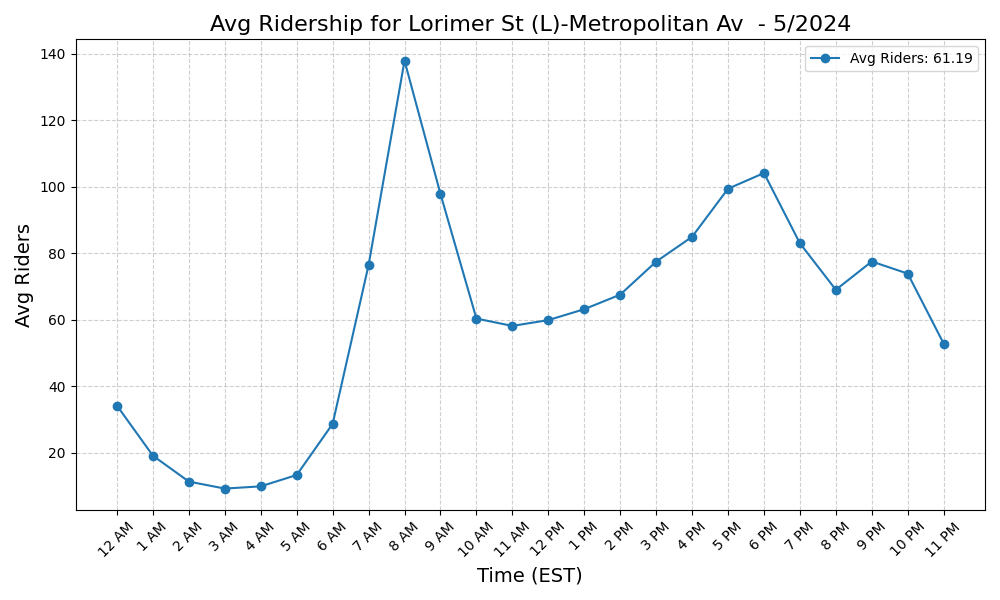 Avg Ridership for Lorimer St (L)-Metropolitan Av  - 5/2024
Avg Riders: 61.19
Avg Riders
140
120
100
80
60
40
20
12 AM
1 AM
2 AM
3 AM
4 AM
5 AM
6 AM
7 AM
8 AM
9 AM
10 AM
11 AM
12 PM
1 PM
2 PM
3 PM
4 PM
5 PM
6 PM
7 PM
8 PM
9 PM
10 PM
11 PM
Time (EST)